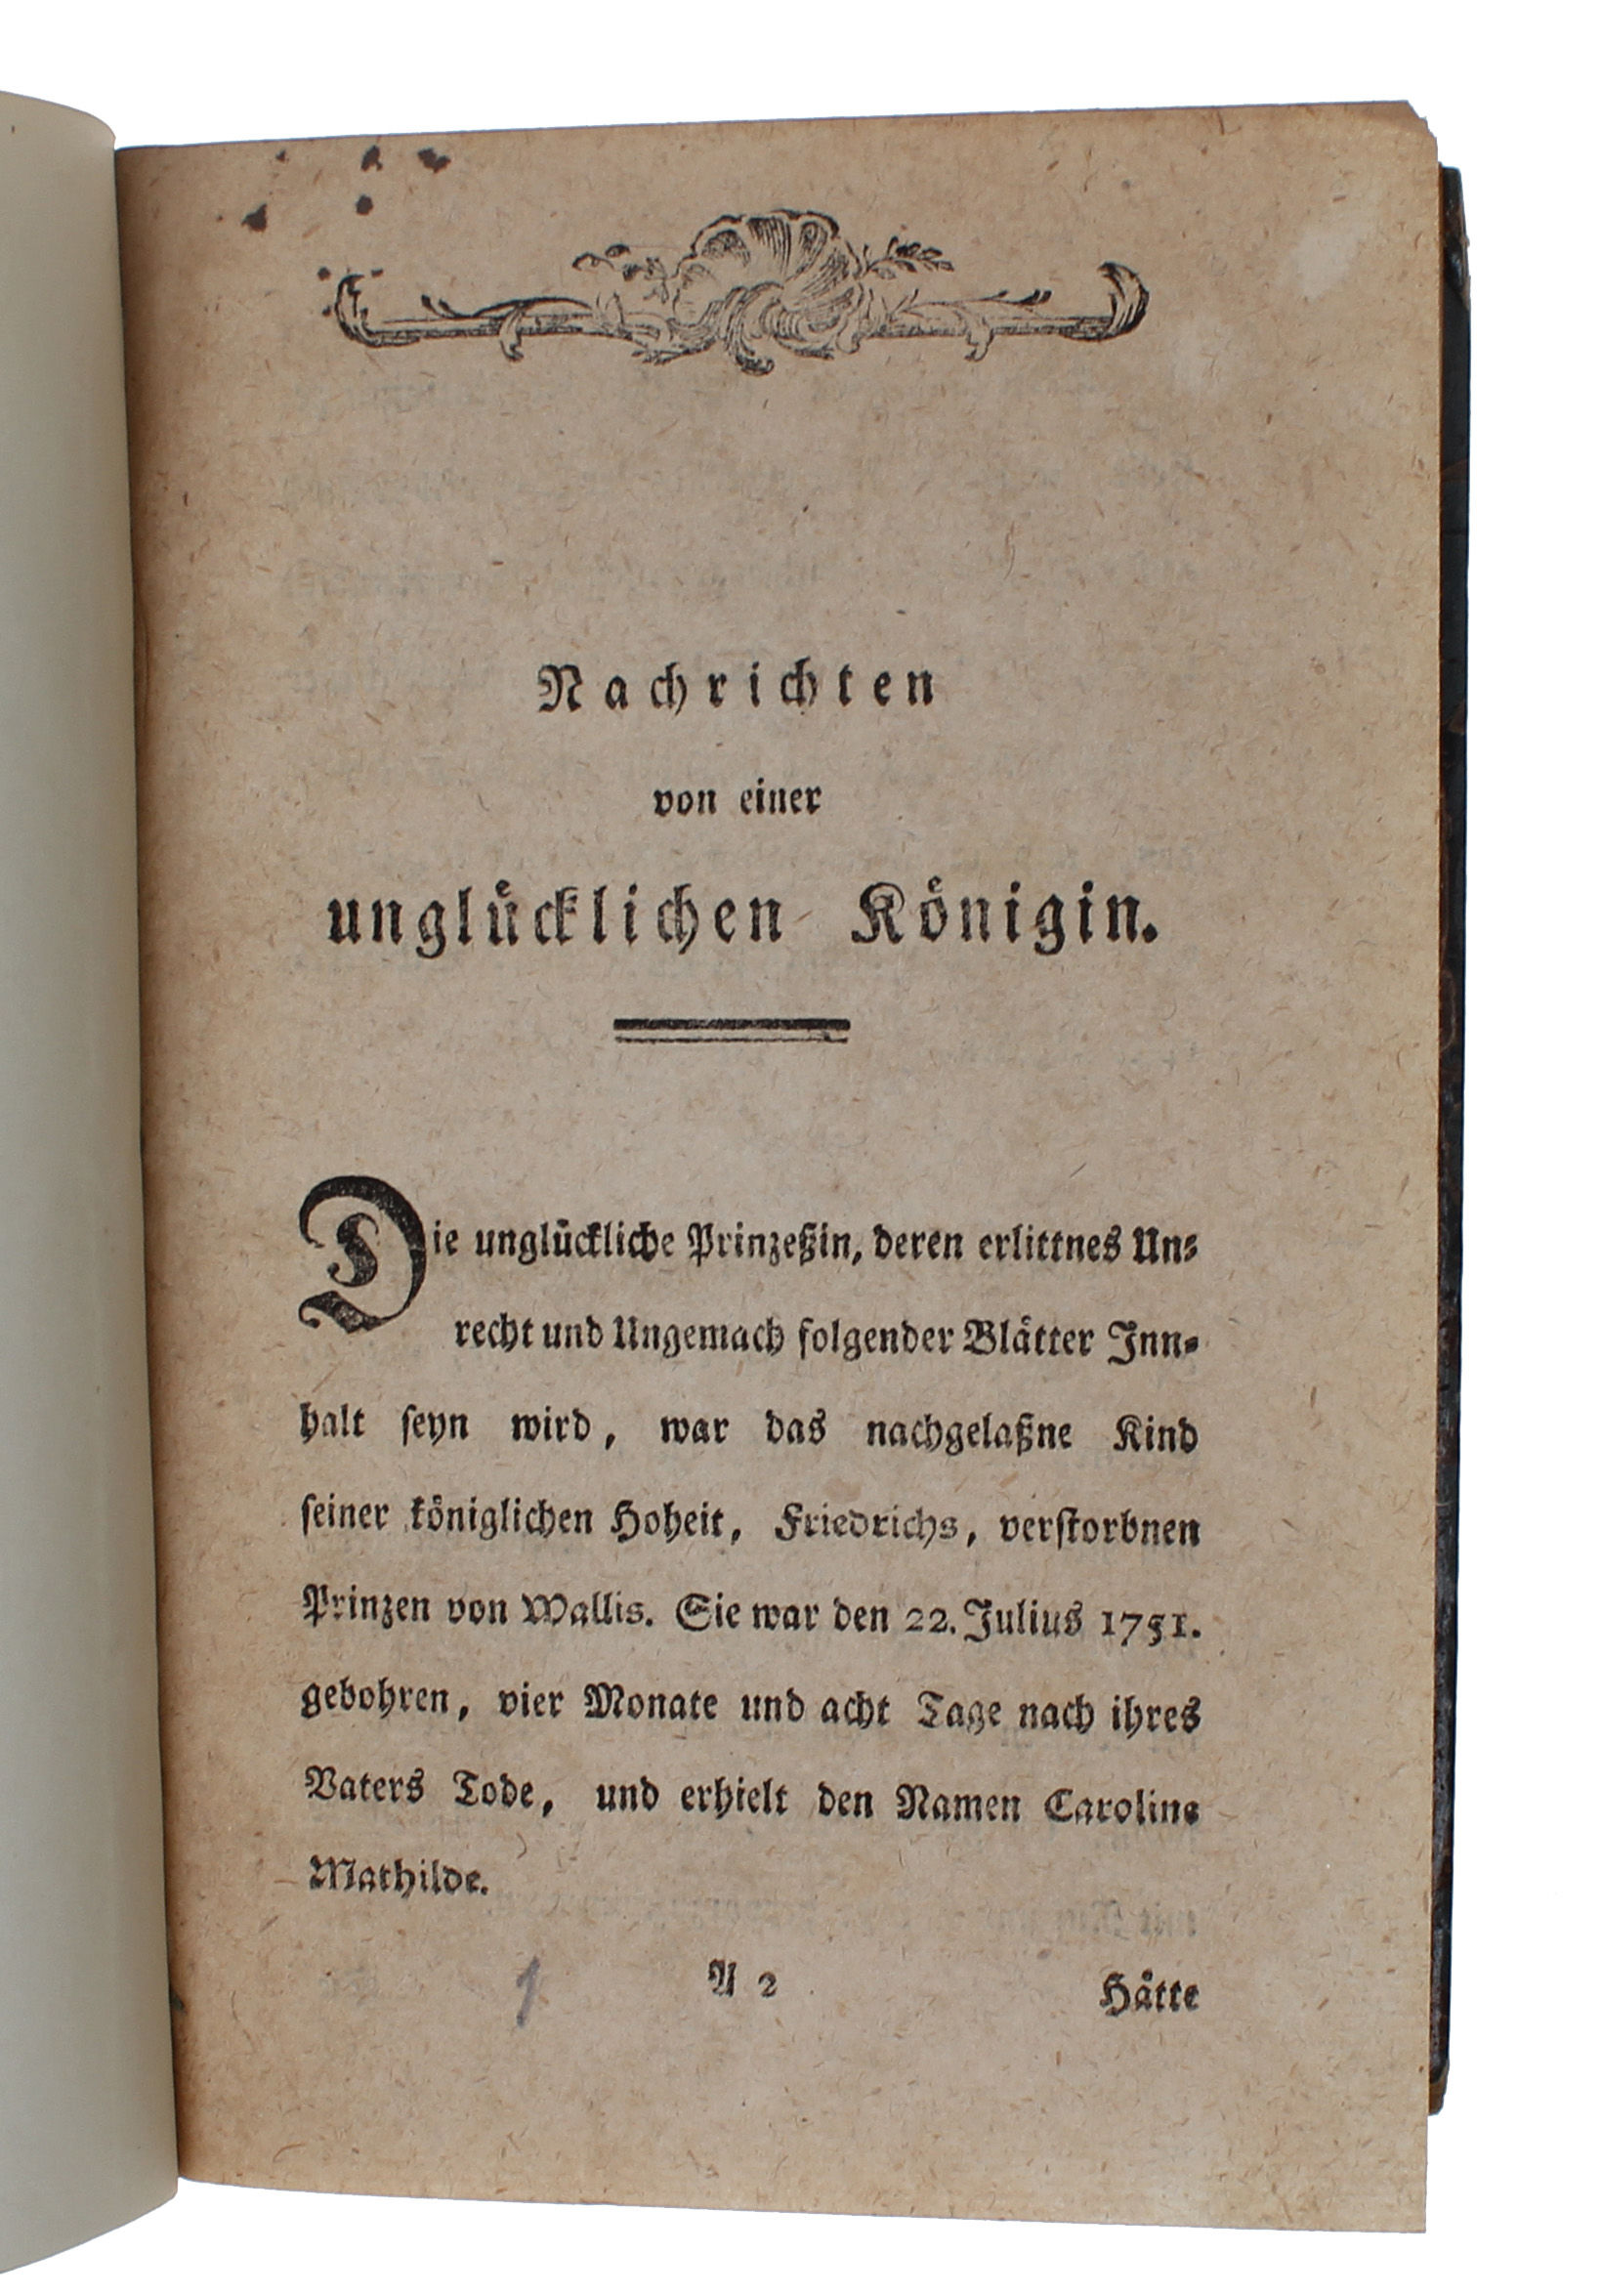 Nachrichten
von einer
unglücklichen Königin.
Die unglückliche Prinzeßin, deren erlittnes Un⸗
recht und Ungemach folgender Blätter Inn⸗
halt seyn wird, war das nachgelaßne Kind
seiner königlichen Hoheit, Friedrichs, verstorbnen
Prinzen von Wallis. Sie war den 22. Julius 1751.
gebohren, vier Monate und acht Tage nach ihres
Vaters Tode, und erhielt den Namen Caroline
Mathilde.
1 A 2 Hätte